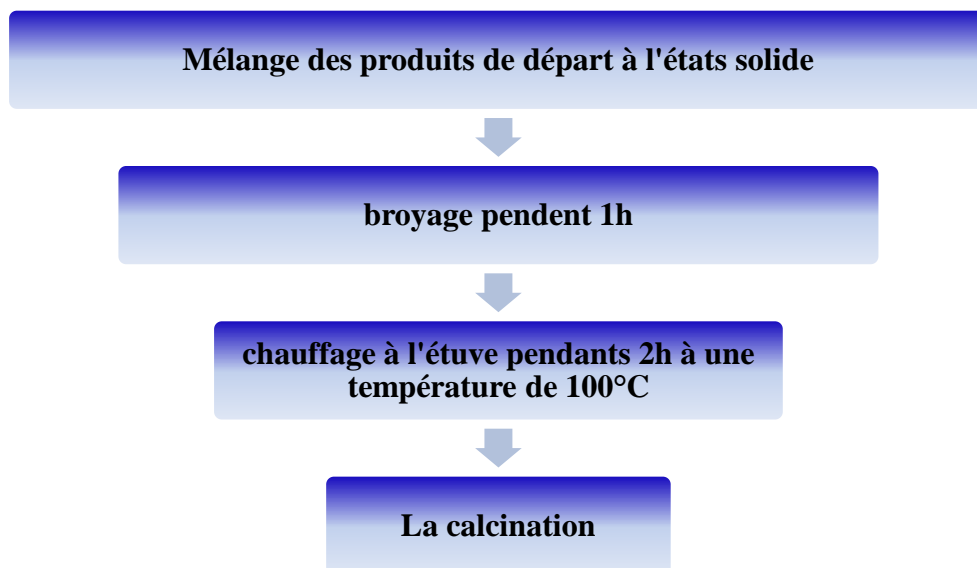 Mélange des produits de départ à l'états solide
broyage pendent 1h
chauffage à l'étuve pendants 2h à une
température de 100°C
La calcination